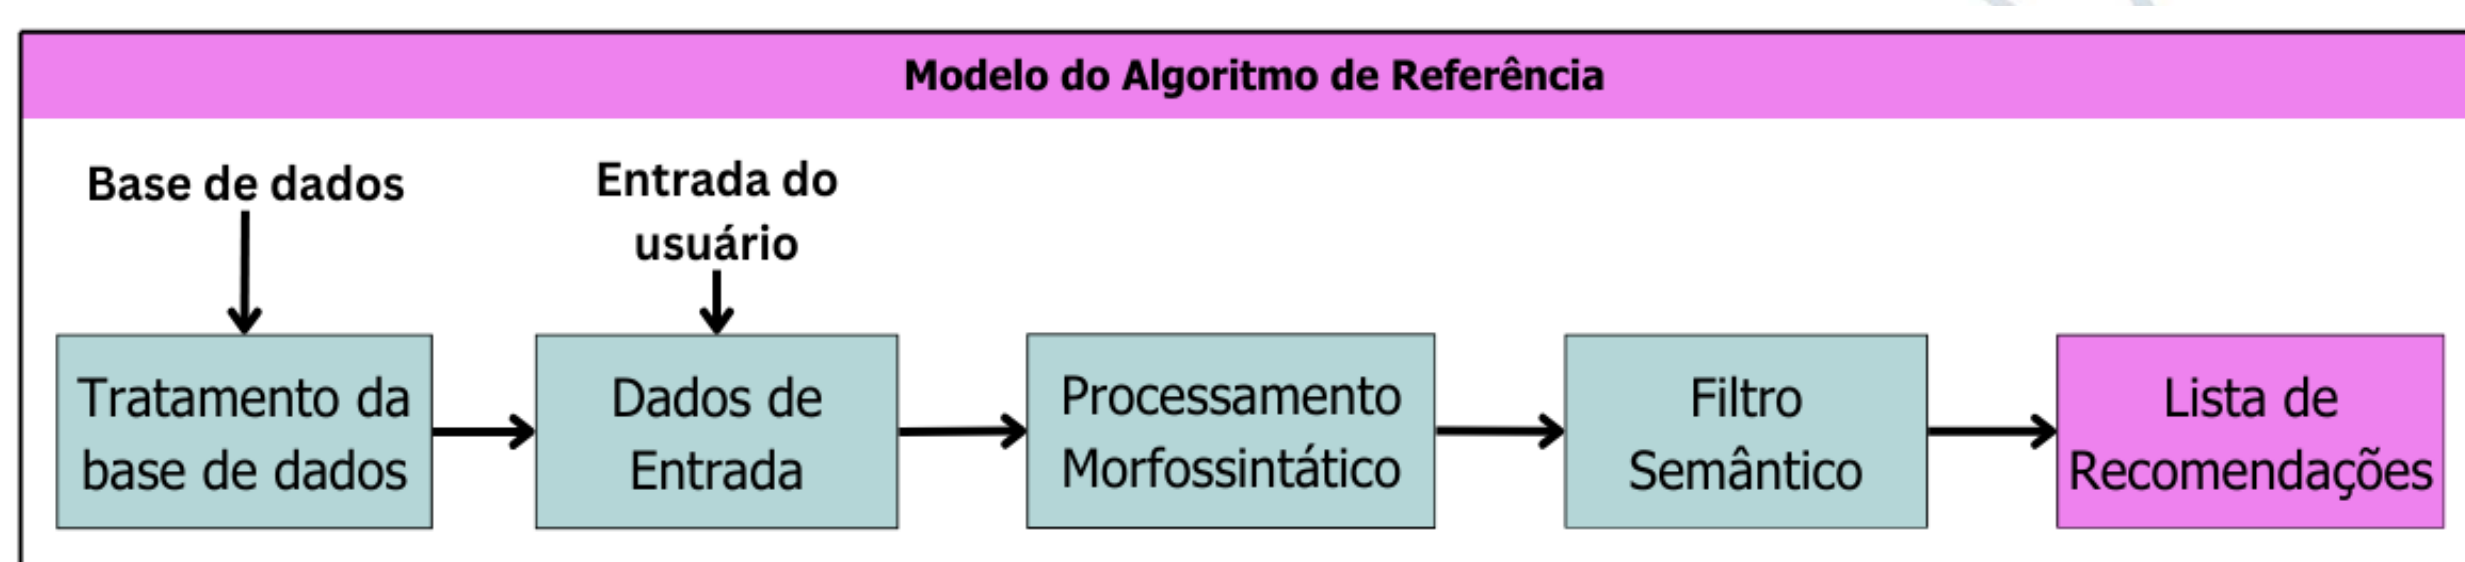 Modelo do Algoritmo de Referência
Base de dados
Entrada do
usuário
Tratamento da
base de dados
Dados de
Entrada
Processamento
Morfossintático
Filtro
Semântico
Lista de
Recomendações